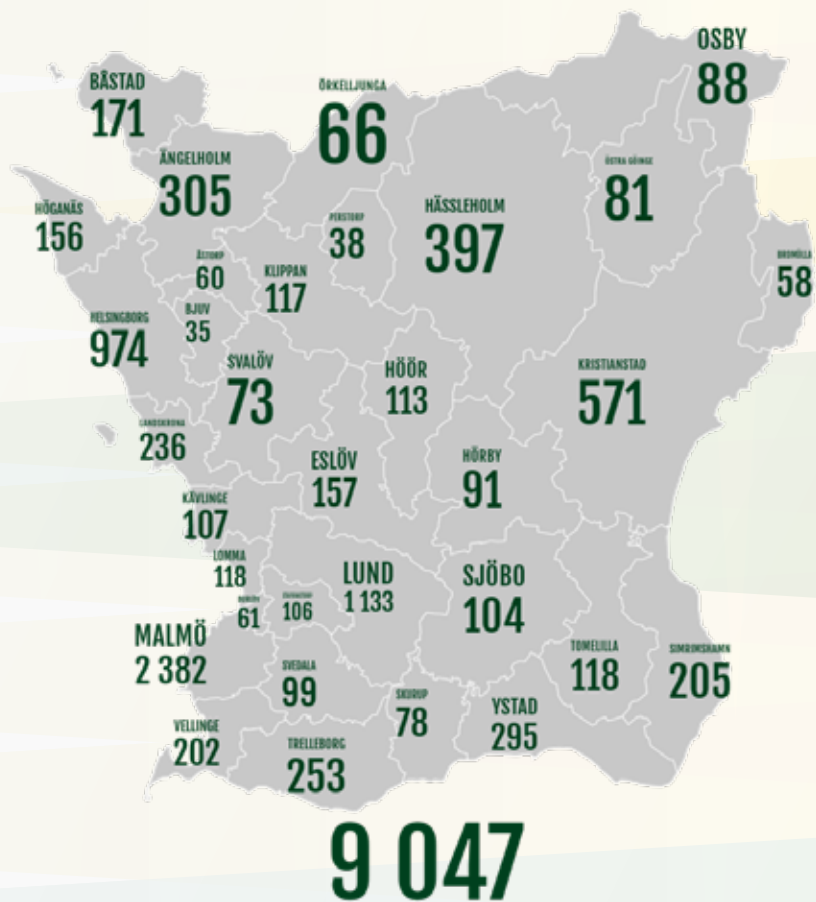 OSBY
88
BÅSTAD
171
ÖRKELLJUNGA
66
ÄNGELHOLM
305
ÖSTRA GÖINGE
81
HÖGANÄS
156
PERSTORP
38
HÄSSLEHOLM
397
ÅSTORP
60
KLIPPAN
117
BROMÖLLA
58
HELSINGBORG
974
BJUV
35
SVALÖV
73
HÖÖR
113
KRISTIANSTAD
571
LANDSKRONA
236
ESLÖV
157
HÖRBY
91
KÄVLINGE
107
LOMMA
118
LUND
1 133
SJÖBO
104
BURLÖV
61
STAFFANSTORP
106
MALMÖ
2 382
TOMELILLA
118
SIMRIMSHAMN
205
SVEDALA
99
SKURUP
78
YSTAD
295
VELLINGE
202
TRELLEBORG
253
9 047